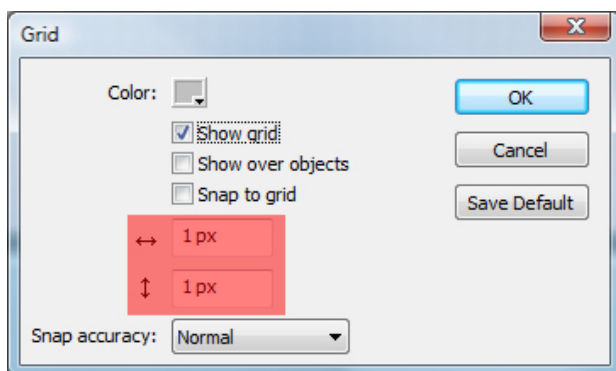 Grid
Color:
OK
Show grid
Show over objects
Cancel
Snap to grid
Save Default
1 px
1 px
Snap accuracy: Normal